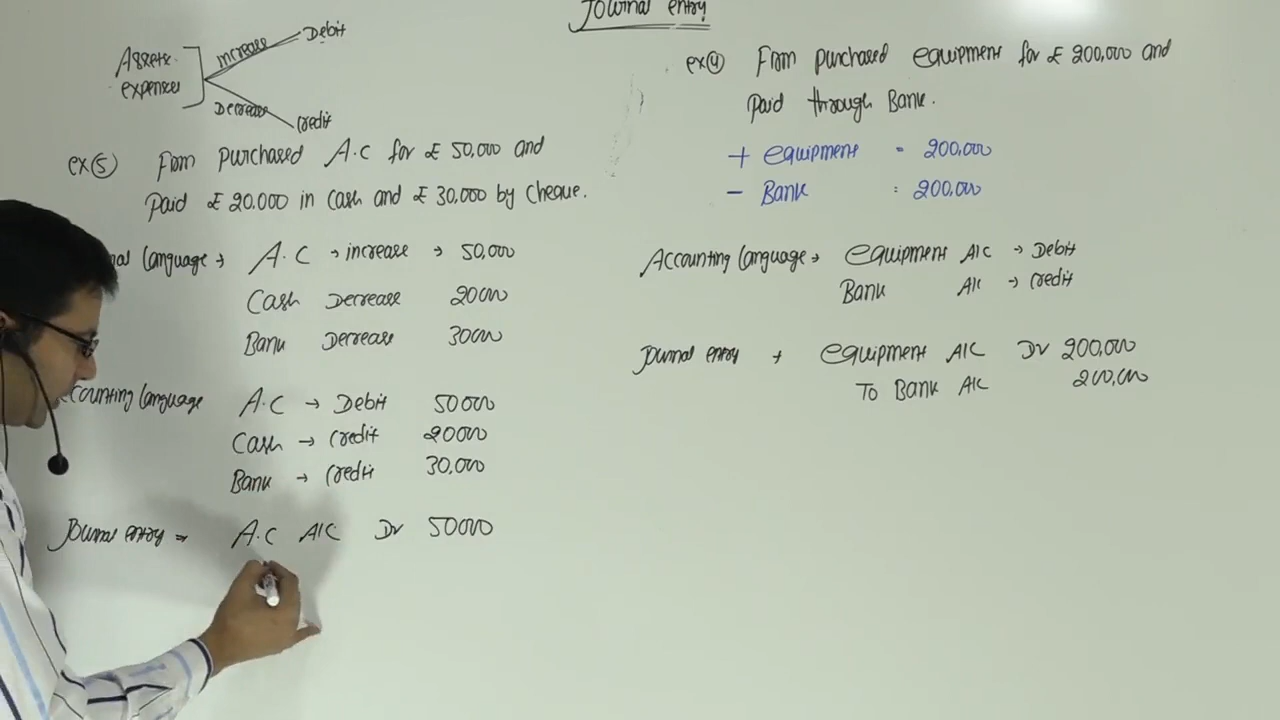 Journal entry
Assets
expenses
increase
Debit
Decrease
credit
ex(5) Firm purchased A.C for £ 50,000 and
Paid £ 20.000 in cash and £ 30,000 by cheque.
nal language → A.C → increase → 50,000
Cash Decrease 20000
Bank Decrease 30000
ccounting language A.C → Debit 50000
Cash → credit 20000
Bank → credit 30,000
Journal entry → A.C A/C Dr 50000
ex(4) Firm purchased equipment for £ 200,000 and
Paid through Bank.
+ equipment = 200,000
- Bank : 200,000
Accounting language → equipment A/C → Debit
Bank A/C → credit
Journal entry → equipment A/C Dr 200,000
To Bank A/C 200,000